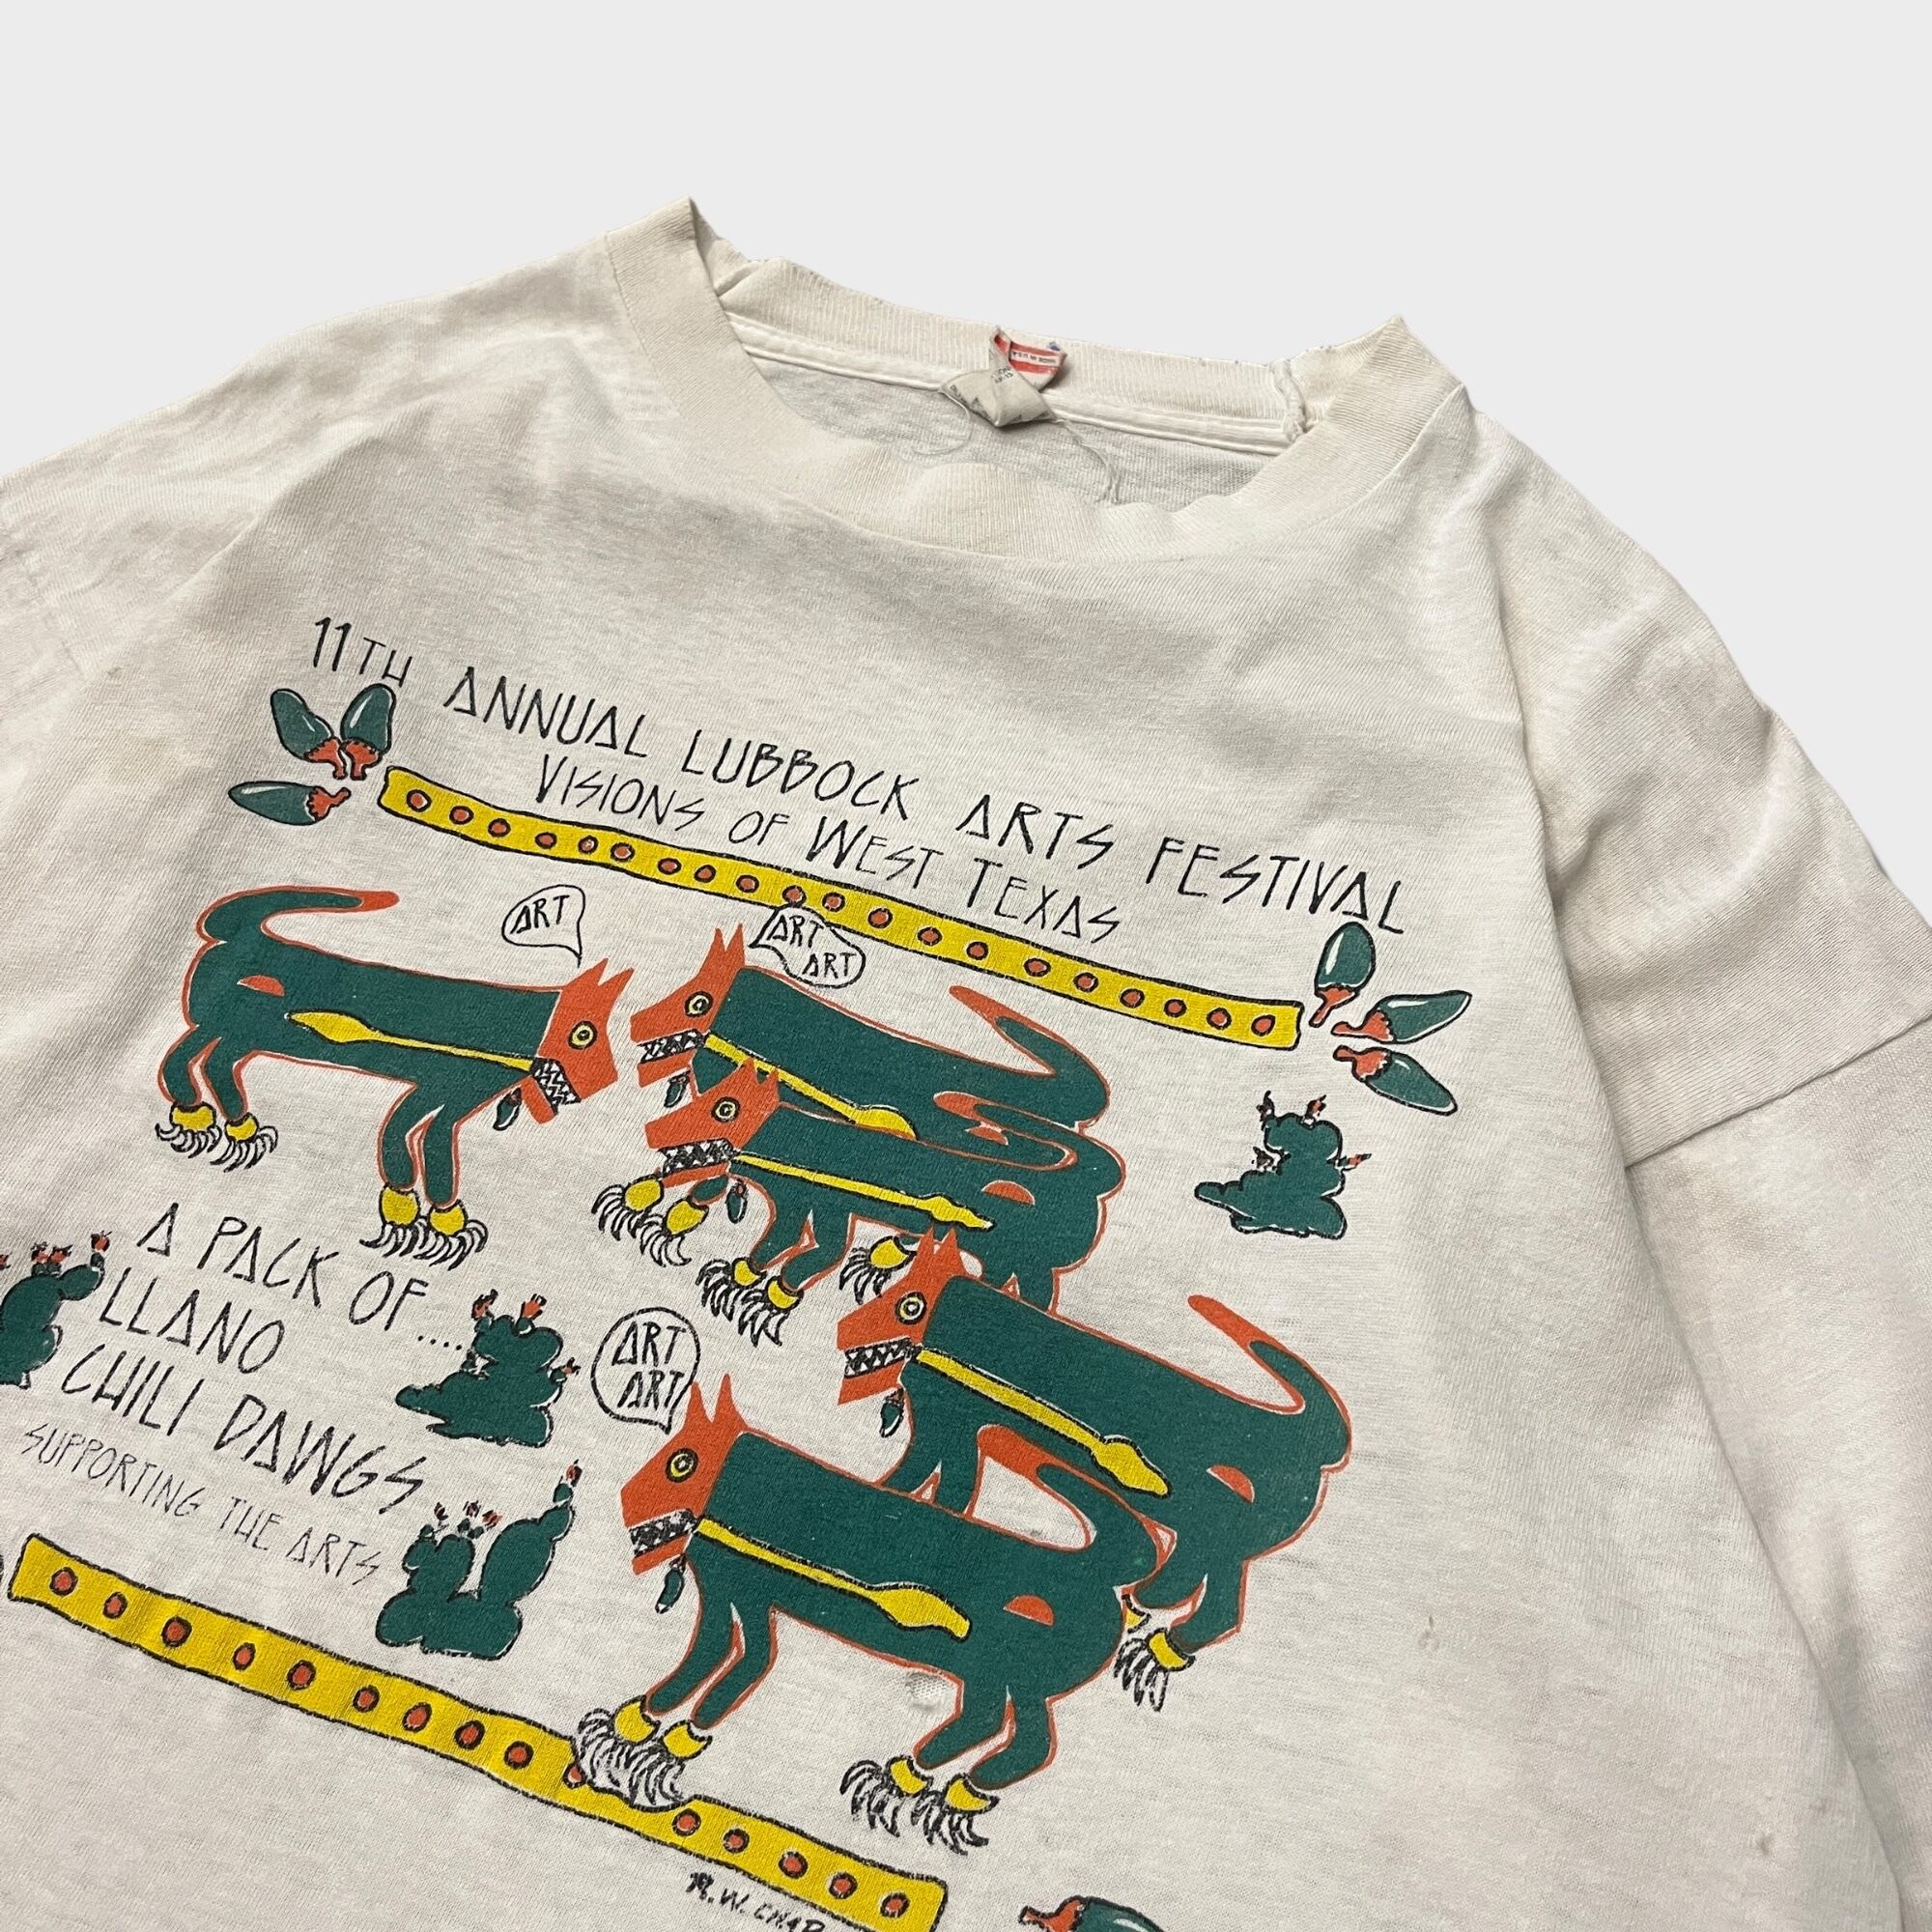 11TH ANNUAL LUBBOCK ARTS FESTIVAL
VISIONS OF WEST TEXAS
ART
ART
ART
A PACK OF....
LLANO
CHILI DAWGS
SUPPORTING THE ARTS
ART
ART
R.W.